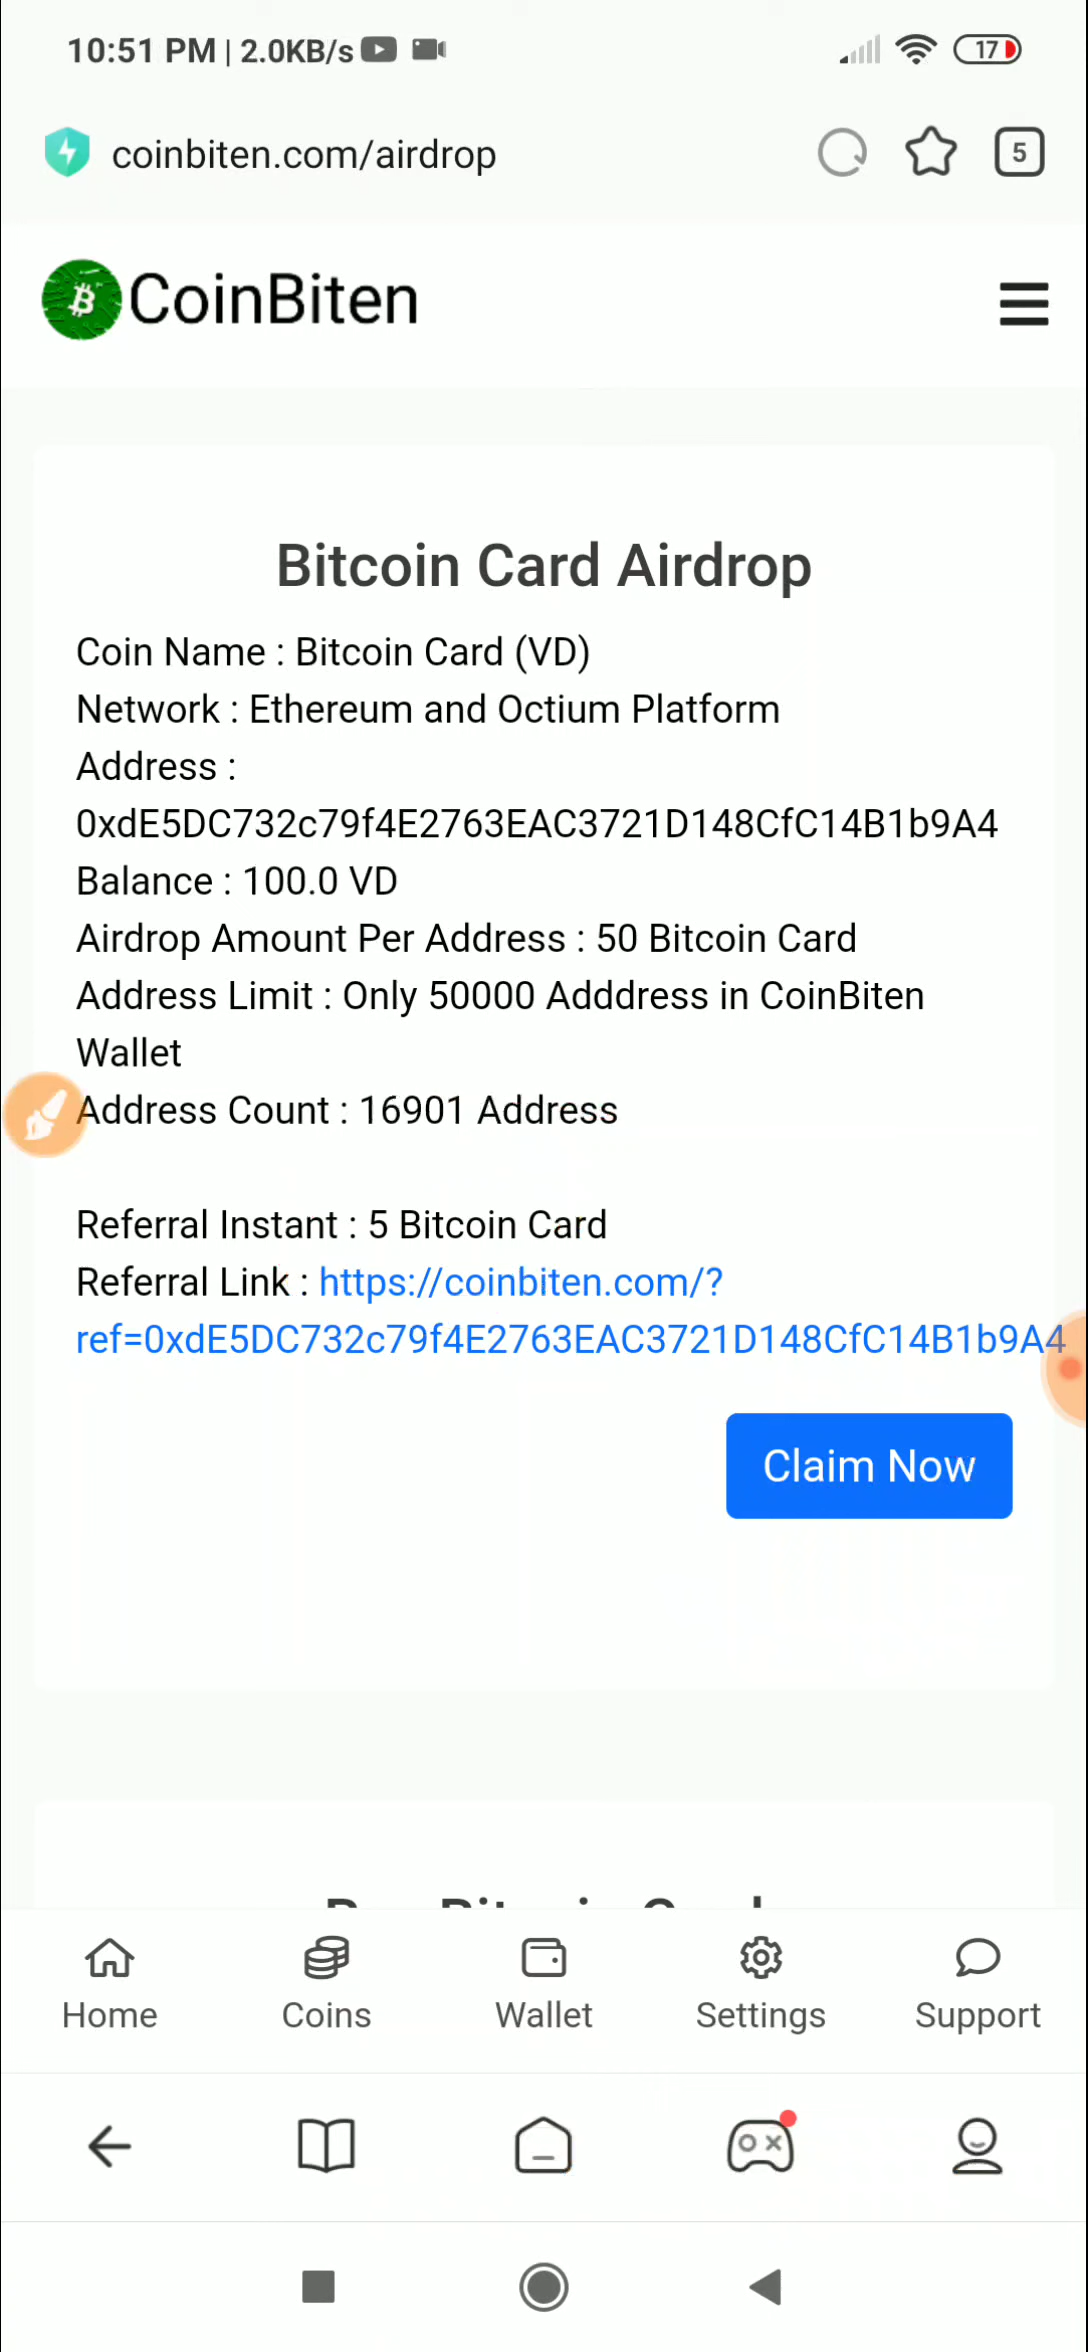 10:51 PM | 2.0KB/s
17
coinbiten.com/airdrop
5
CoinBiten
Bitcoin Card Airdrop
Coin Name : Bitcoin Card (VD)
Network : Ethereum and Octium Platform
Address :
0xdE5DC732c79f4E2763EAC3721D148CfC14B1b9A4
Balance : 100.0 VD
Airdrop Amount Per Address : 50 Bitcoin Card
Address Limit : Only 50000 Adddress in CoinBiten
Wallet
Address Count : 16901 Address
Referral Instant : 5 Bitcoin Card
Referral Link : https://coinbiten.com/?
ref=0xdE5DC732c79f4E2763EAC3721D148CfC14B1b9A4
Claim Now
Home
Coins
Wallet
Settings
Support